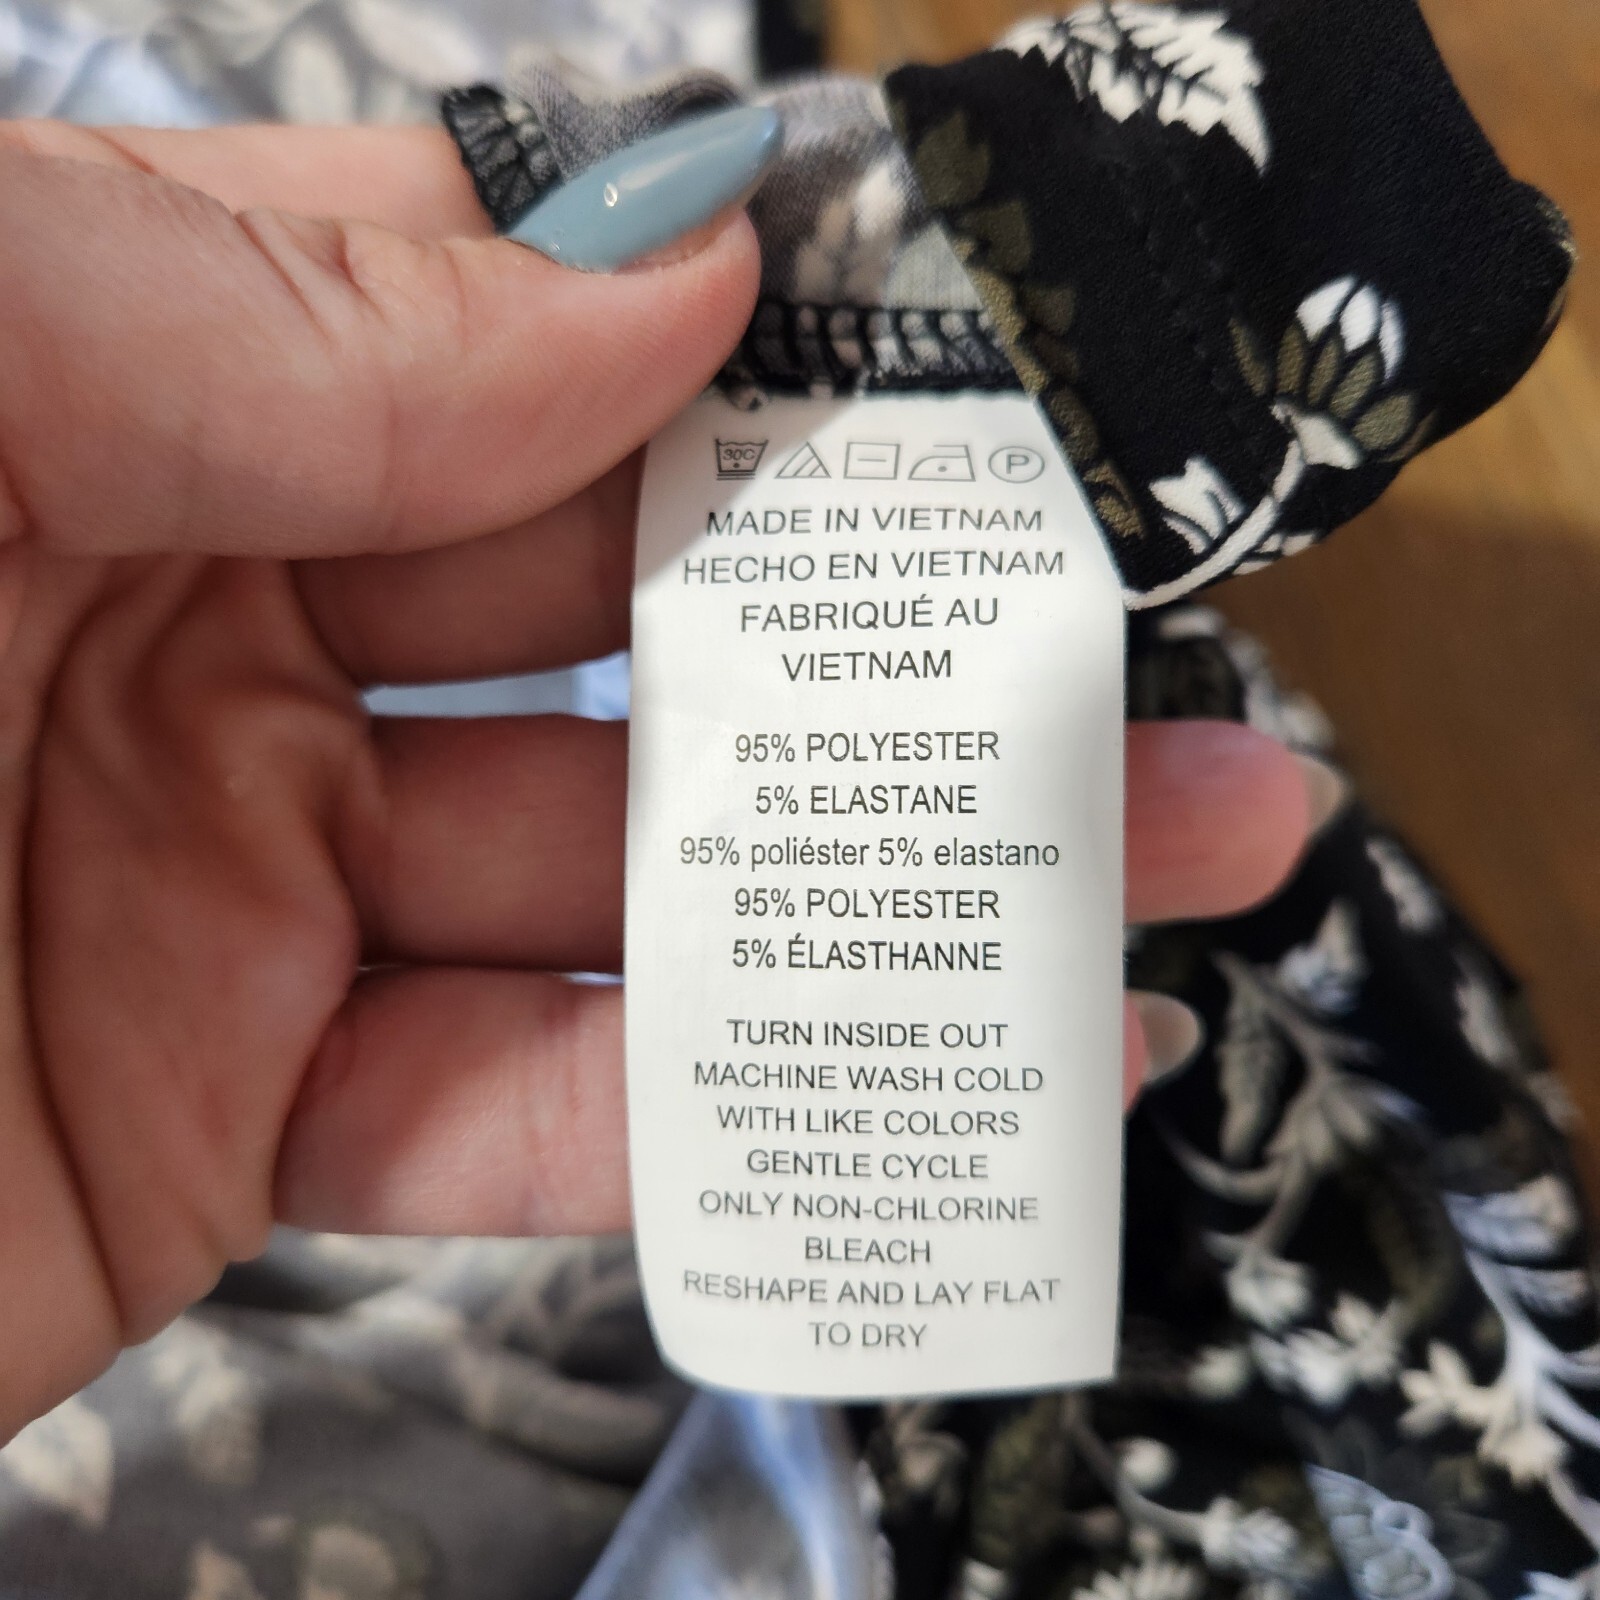 30C P
MADE IN VIETNAM
HECHO EN VIETNAM
FABRIQUÉ AU
VIETNAM
95% POLYESTER
5% ELASTANE
95% poliéster 5% elastano
95% POLYESTER
5% ÉLASTHANNE
TURN INSIDE OUT
MACHINE WASH COLD
WITH LIKE COLORS
GENTLE CYCLE
ONLY NON-CHLORINE
BLEACH
RESHAPE AND LAY FLAT
TO DRY